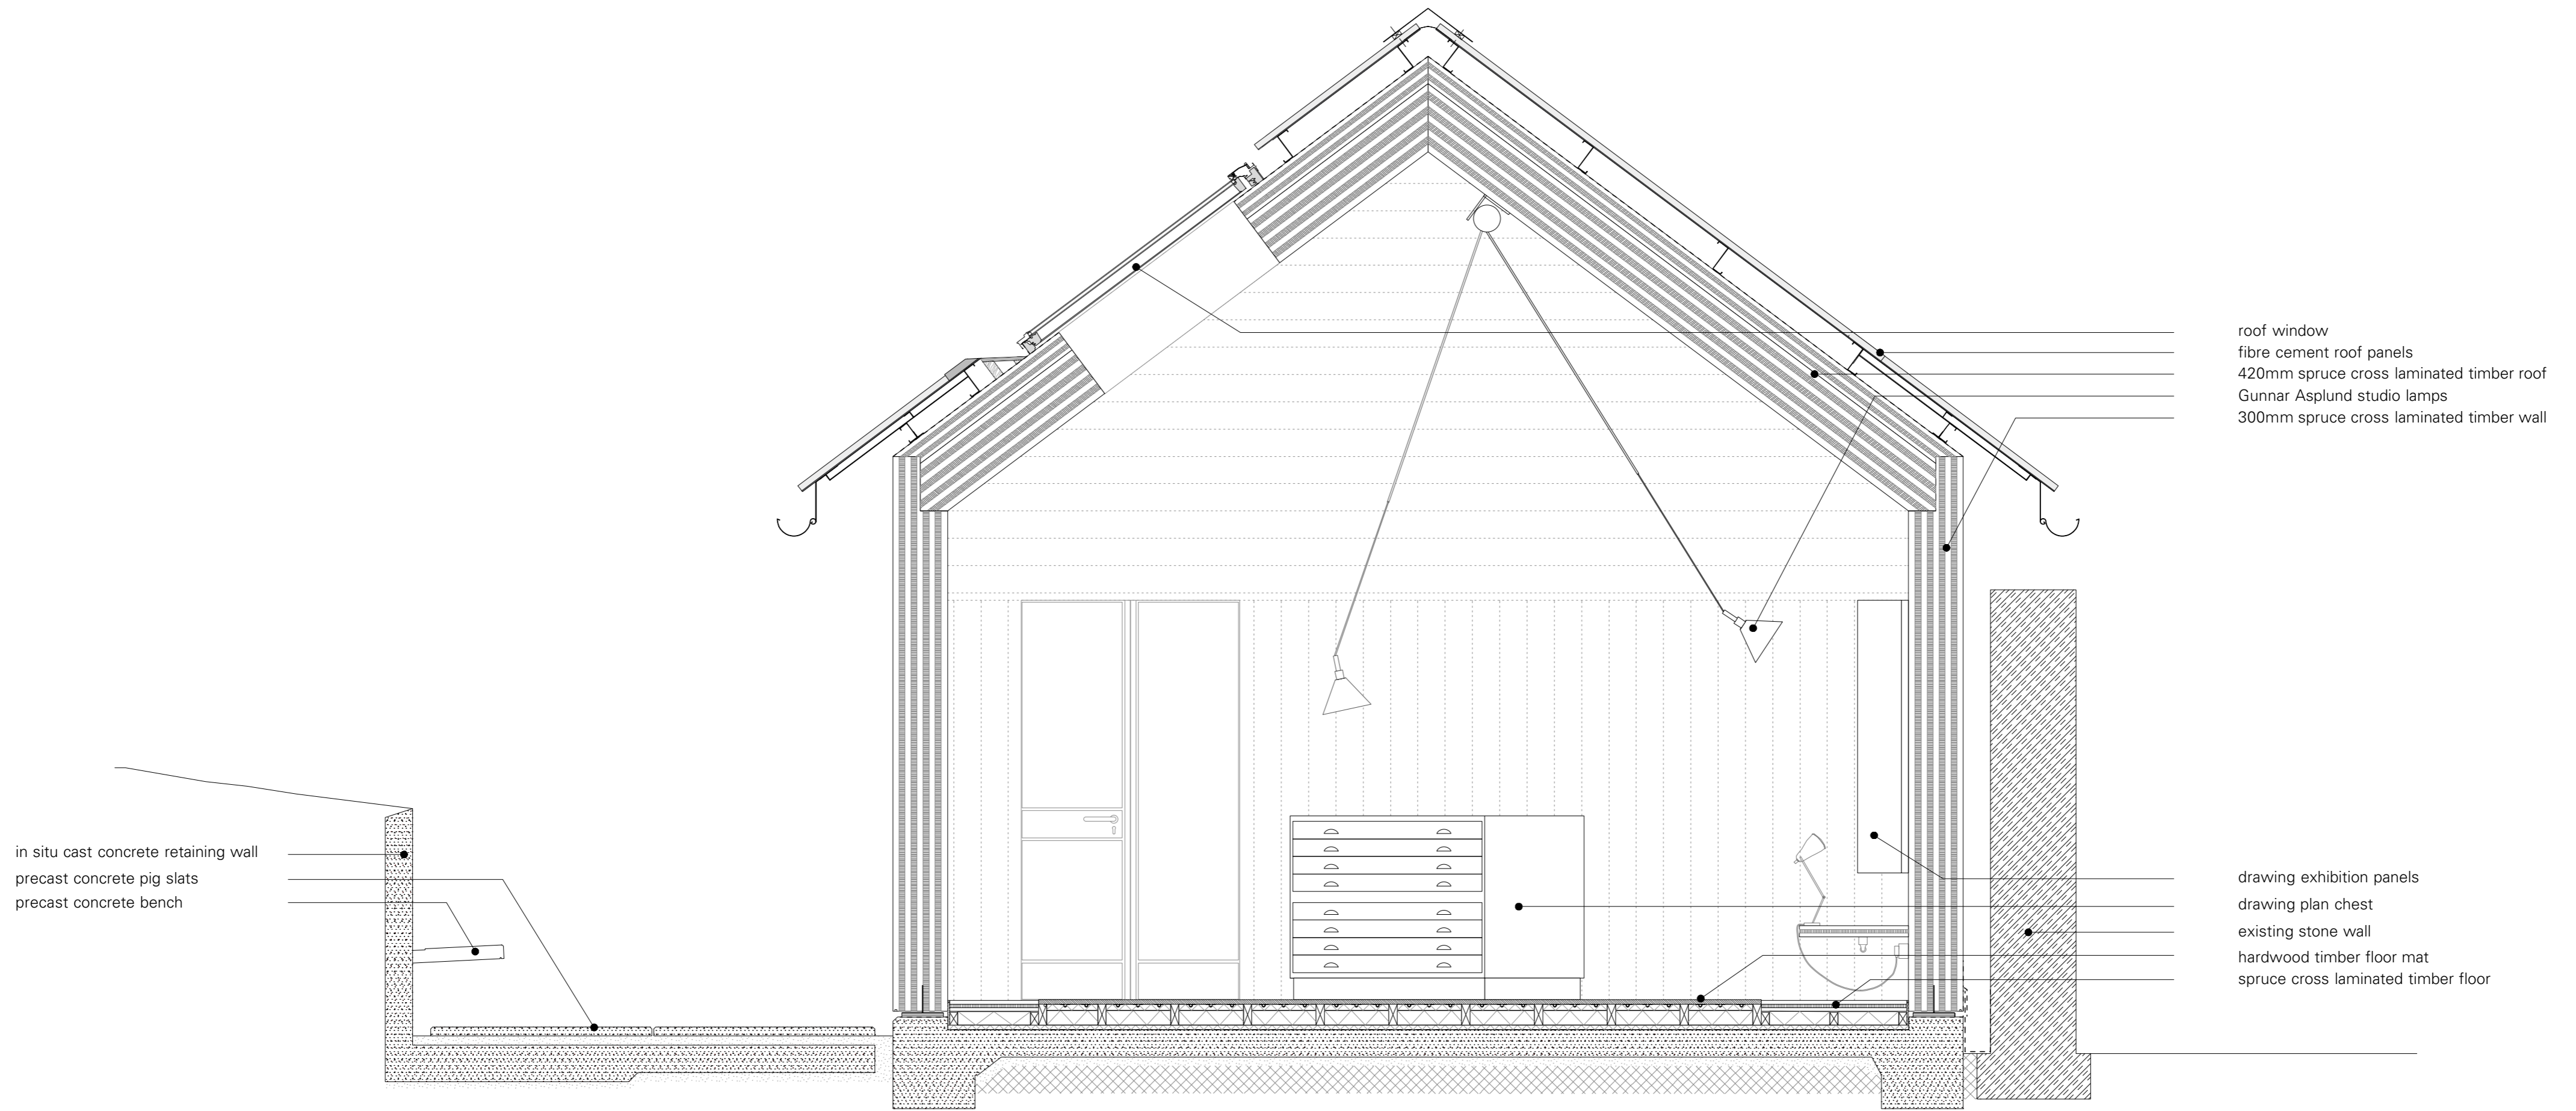 roof window
fibre cement roof panels
420mm spruce cross laminated timber roof
Gunnar Asplund studio lamps
300mm spruce cross laminated timber wall
in situ cast concrete retaining wall
precast concrete pig slats
precast concrete bench
drawing exhibition panels
drawing plan chest
existing stone wall
hardwood timber floor mat
spruce cross laminated timber floor